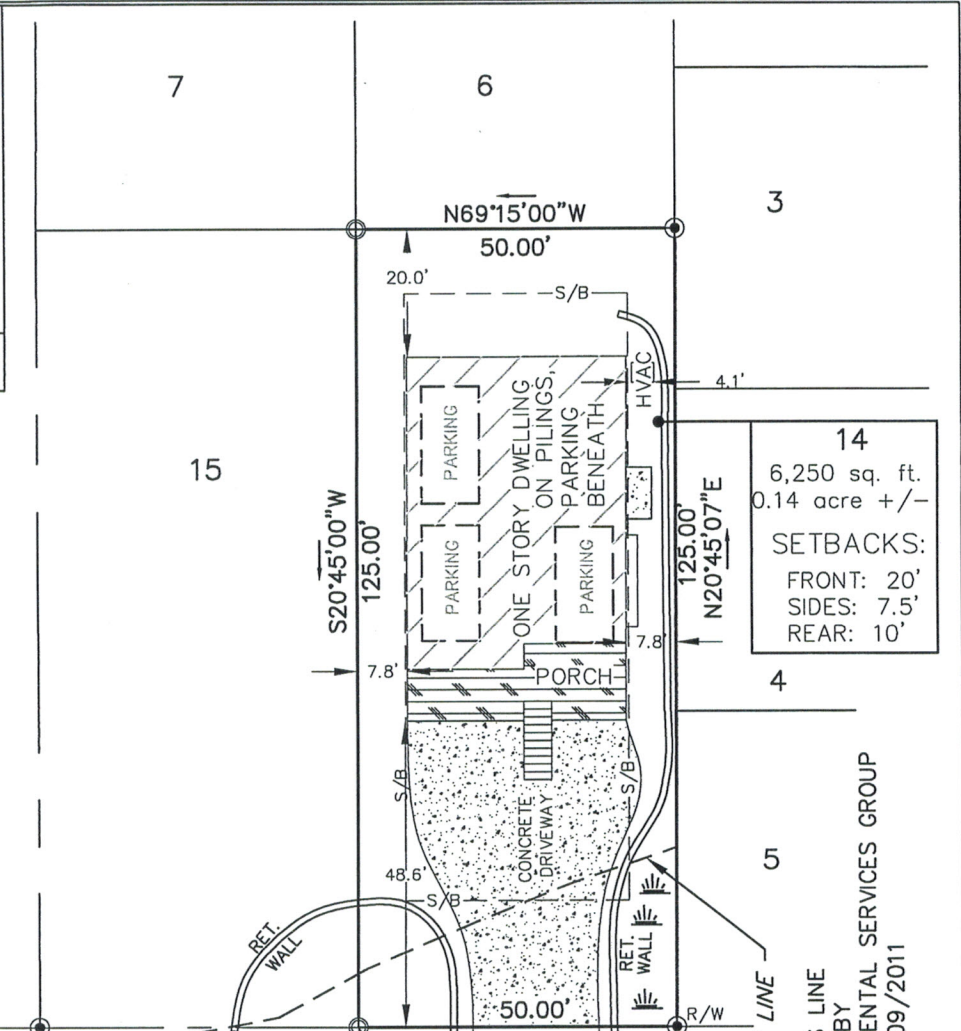 7
6
3
N69°15'00"W
50.00'
20.0'
S/B
HVAC
4.1'
15
PARKING
PARKING
PARKING
ONE STORY DWELLING
ON PILINGS,
PARKING
BENEATH
14
6,250 sq. ft.
0.14 acre +/-
SETBACKS:
FRONT: 20'
SIDES: 7.5'
REAR: 10'
S20°45'00"W
125.00'
125.00'
N20°45'07"E
7.8'
7.8'
PORCH
4
S/B
S/B
CONCRETE
DRIVEWAY
48.6'
S/B
5
RET.
WALL
RET.
WALL
50.00'
R/W
LINE
LINE
BY
ENTAL SERVICES GROUP
09/2011